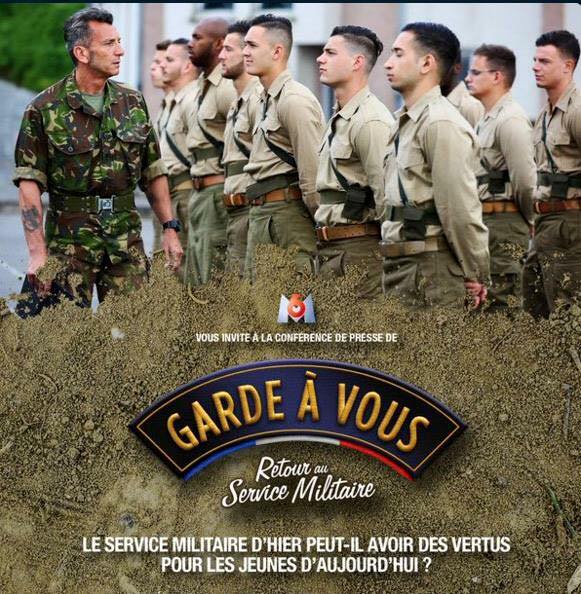 M6
VOUS INVITE À LA CONFÉRENCE DE PRESSE DE
GARDE À VOUS
Retour au
Service Militaire
LE SERVICE MILITAIRE D'HIER PEUT-IL AVOIR DES VERTUS
POUR LES JEUNES D'AUJOURD'HUI ?